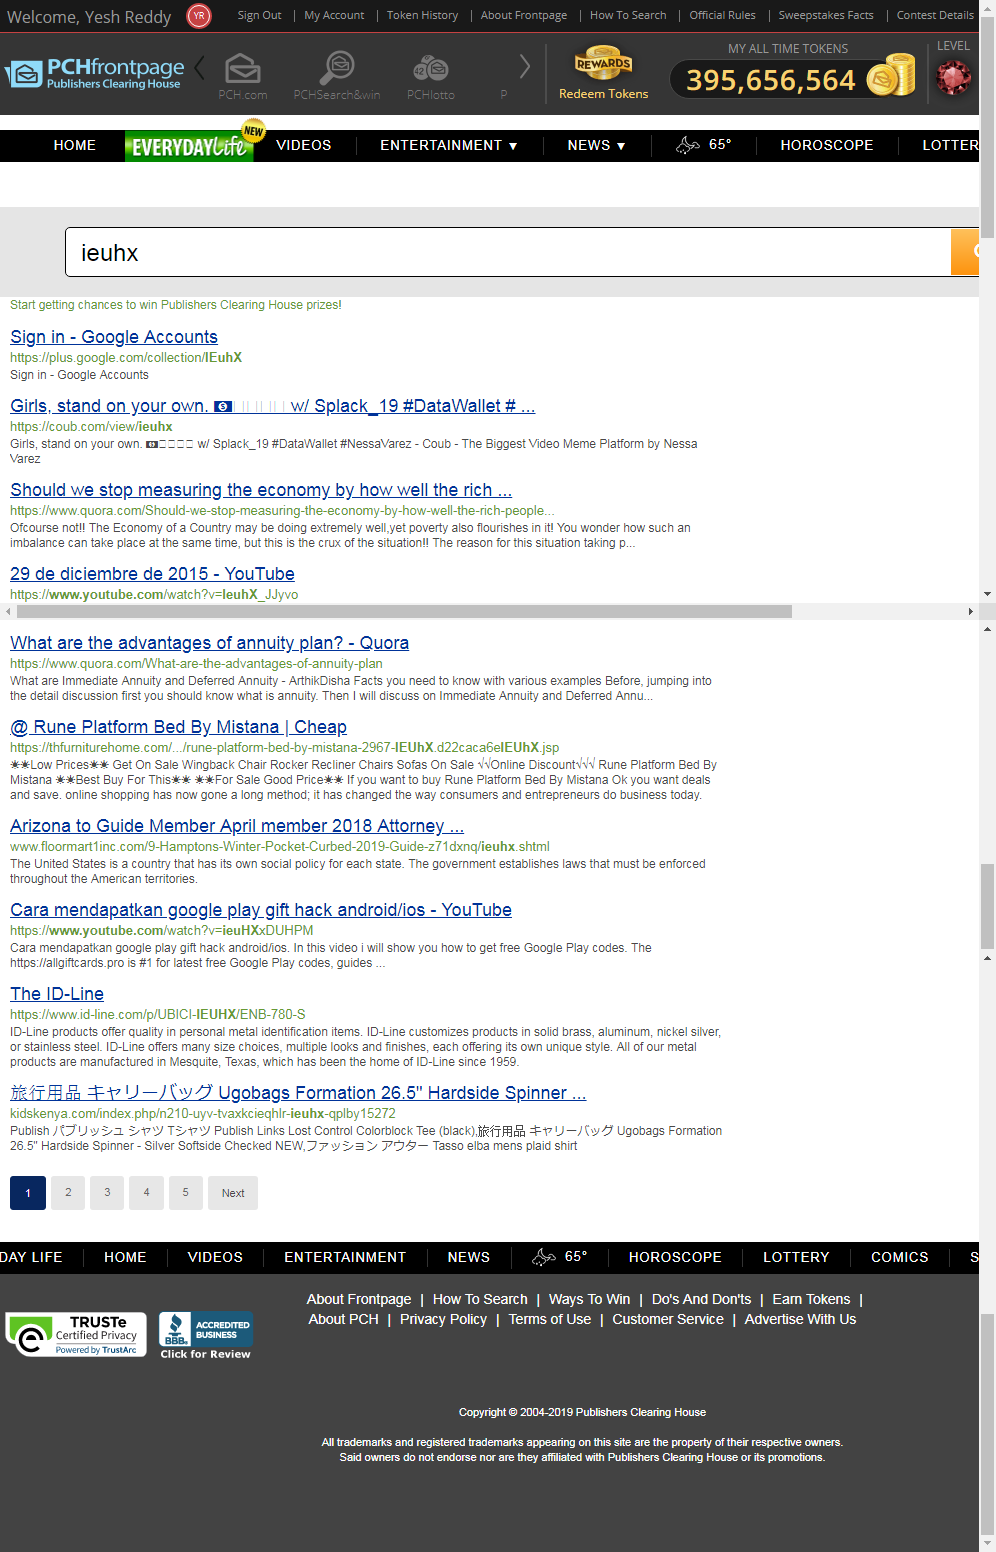 Welcome, Yesh Reddy YR Sign Out | My Account | Token History | About Frontpage | How To Search | Official Rules | Sweepstakes Facts | Contest Details
PCHfrontpage
Publishers Clearing House
PCH.com PCHSearch&win 42 PCHlotto P
REWARDS
Redeem Tokens
MY ALL TIME TOKENS
395,656,564
LEVEL
HOME EVERYDAYLife NEW VIDEOS ENTERTAINMENT ▼ NEWS ▼ 65° HOROSCOPE LOTTER
ieuhx
Start getting chances to win Publishers Clearing House prizes!
Sign in - Google Accounts
https://plus.google.com/collection/IEuhX
Sign in - Google Accounts
Girls, stand on your own. w/ Splack_19 #DataWallet # ...
https://coub.com/view/ieuhx
Girls, stand on your own. w/ Splack_19 #DataWallet #NessaVarez - Coub - The Biggest Video Meme Platform by Nessa
Varez
Should we stop measuring the economy by how well the rich ...
https://www.quora.com/Should-we-stop-measuring-the-economy-by-how-well-the-rich-people...
Ofcourse not!! The Economy of a Country may be doing extremely well,yet poverty also flourishes in it! You wonder how such an
imbalance can take place at the same time, but this is the crux of the situation!! The reason for this situation taking p...
29 de diciembre de 2015 - YouTube
https://www.youtube.com/watch?v=IeuhX_JJyvo
What are the advantages of annuity plan? - Quora
https://www.quora.com/What-are-the-advantages-of-annuity-plan
What are Immediate Annuity and Deferred Annuity - ArthikDisha Facts you need to know with various examples Before, jumping into
the detail discussion first you should know what is annuity. Then I will discuss on Immediate Annuity and Deferred Annu...
@ Rune Platform Bed By Mistana | Cheap
https://thfurniturehome.com/.../rune-platform-bed-by-mistana-2967-IEUhX.d22caca6eIEUhX.jsp
✶✶Low Prices✶✶ Get On Sale Wingback Chair Rocker Recliner Chairs Sofas On Sale √√Online Discount√√√ Rune Platform Bed By
Mistana ✶✶Best Buy For This✶✶ ✶✶For Sale Good Price✶✶ If you want to buy Rune Platform Bed By Mistana Ok you want deals
and save. online shopping has now gone a long method; it has changed the way consumers and entrepreneurs do business today.
Arizona to Guide Member April member 2018 Attorney ...
www.floormart1inc.com/9-Hamptons-Winter-Pocket-Curbed-2019-Guide-z71dxnq/ieuhx.shtml
The United States is a country that has its own social policy for each state. The government establishes laws that must be enforced
throughout the American territories.
Cara mendapatkan google play gift hack android/ios - YouTube
https://www.youtube.com/watch?v=ieuHXxDUHPM
Cara mendapatkan google play gift hack android/ios. In this video i will show you how to get free Google Play codes. The
https://allgiftcards.pro is #1 for latest free Google Play codes, guides ...
The ID-Line
https://www.id-line.com/p/UBICI-IEUHX/ENB-780-S
ID-Line products offer quality in personal metal identification items. ID-Line customizes products in solid brass, aluminum, nickel silver,
or stainless steel. ID-Line offers many size choices, multiple looks and finishes, each offering its own unique style. All of our metal
products are manufactured in Mesquite, Texas, which has been the home of ID-Line since 1959.
旅行用品 キャリーバッグ Ugobags Formation 26.5" Hardside Spinner ...
kidskenya.com/index.php/n210-uyv-tvaxkcieqhlr-ieuhx-qplby15272
Publish パブリッシュ シャツ Tシャツ Publish Links Lost Control Colorblock Tee (black),旅行用品 キャリーバッグ Ugobags Formation
26.5" Hardside Spinner - Silver Softside Checked NEW,ファッション アウター Tasso elba mens plaid shirt
1 2 3 4 5 Next
DAY LIFE HOME VIDEOS ENTERTAINMENT NEWS 65° HOROSCOPE LOTTERY COMICS S
About Frontpage | How To Search | Ways To Win | Do's And Don'ts | Earn Tokens |
About PCH | Privacy Policy | Terms of Use | Customer Service | Advertise With Us
TRUSTe
Certified Privacy
Powered by TrustArc
BBB
ACCREDITED
BUSINESS
Click for Review
Copyright © 2004-2019 Publishers Clearing House
All trademarks and registered trademarks appearing on this site are the property of their respective owners.
Said owners do not endorse nor are they affiliated with Publishers Clearing House or its promotions.